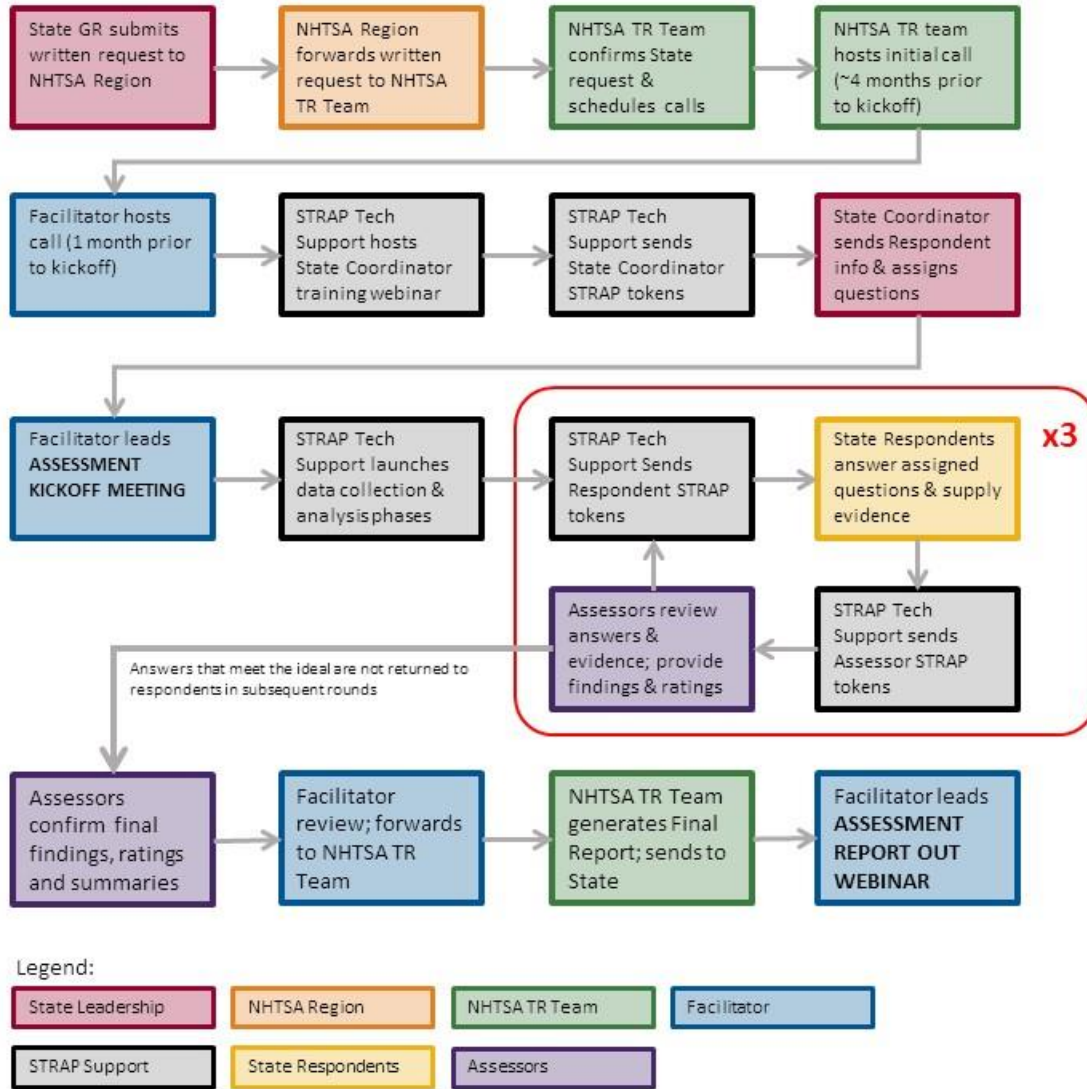 State GR submits
written request to
NHTSA Region
NHTSA Region
forwards written
request to NHTSA
TR Team
NHTSA TR Team
confirms State
request &
schedules calls
NHTSA TR team
hosts initial call
(~4 months prior
to kickoff)
Facilitator hosts
call (1 month prior
to kickoff)
STRAP Tech
Support hosts
State Coordinator
training webinar
STRAP Tech
Support sends
State Coordinator
STRAP tokens
State Coordinator
sends Respondent
info & assigns
questions
Facilitator leads
ASSESSMENT
KICKOFF MEETING
STRAP Tech
Support launches
data collection &
analysis phases
STRAP Tech
Support Sends
Respondent STRAP
tokens
State Respondents
answer assigned
questions & supply
evidence
x3
Assessors review
answers &
evidence; provide
findings & ratings
STRAP Tech
Support sends
Assessor STRAP
tokens
Answers that meet the ideal are not returned to
respondents in subsequent rounds
Assessors
confirm final
findings, ratings
and summaries
Facilitator
review; forwards
to NHTSA TR
Team
NHTSA TR Team
generates Final
Report; sends to
State
Facilitator leads
ASSESSMENT
REPORT OUT
WEBINAR
Legend:
State Leadership
NHTSA Region
NHTSA TR Team
Facilitator
STRAP Support
State Respondents
Assessors